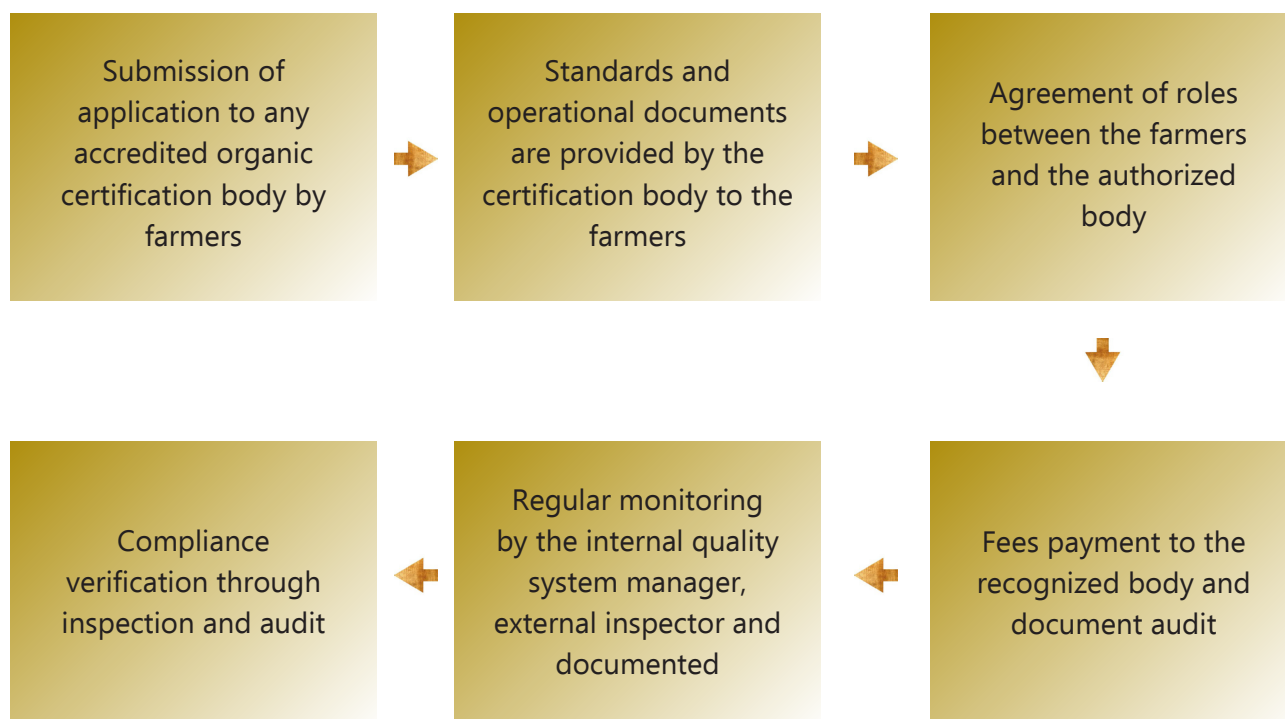 Submission of
application to any
accredited organic
certification body by
farmers
Standards and
operational documents
are provided by the
certification body to the
farmers
Agreement of roles
between the farmers
and the authorized
body
Fees payment to the
recognized body and
document audit
Regular monitoring
by the internal quality
system manager,
external inspector and
documented
Compliance
verification through
inspection and audit